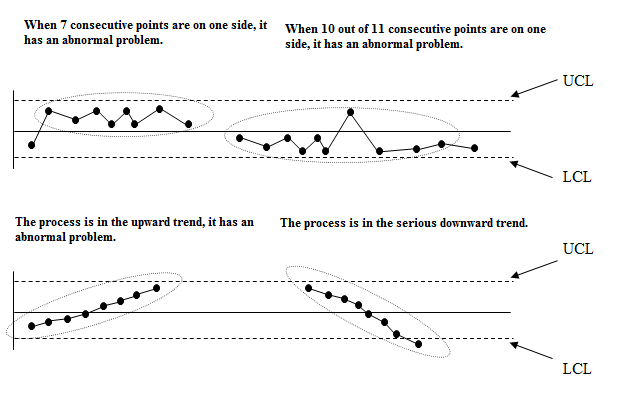 When 7 consecutive points are on one side, it
has an abnormal problem.
When 10 out of 11 consecutive points are on one
side, it has an abnormal problem.
UCL
LCL
The process is in the upward trend, it has an
abnormal problem.
The process is in the serious downward trend.
UCL
LCL